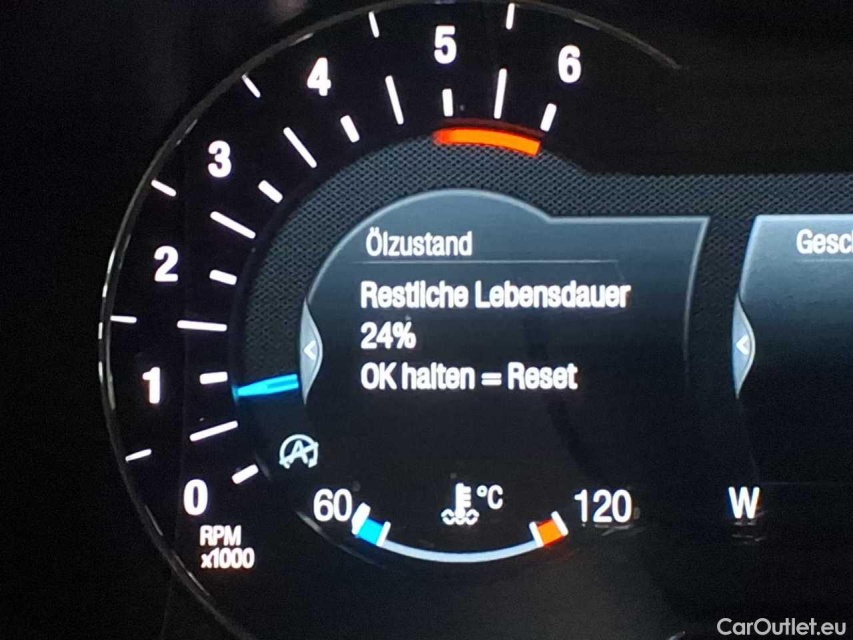 6
5
4
3
2
1
0
RPM
x1000
Ölzustand
Restliche Lebensdauer
24%
OK halten = Reset
Gesch
60
°C
120
W
CarOutlet.eu